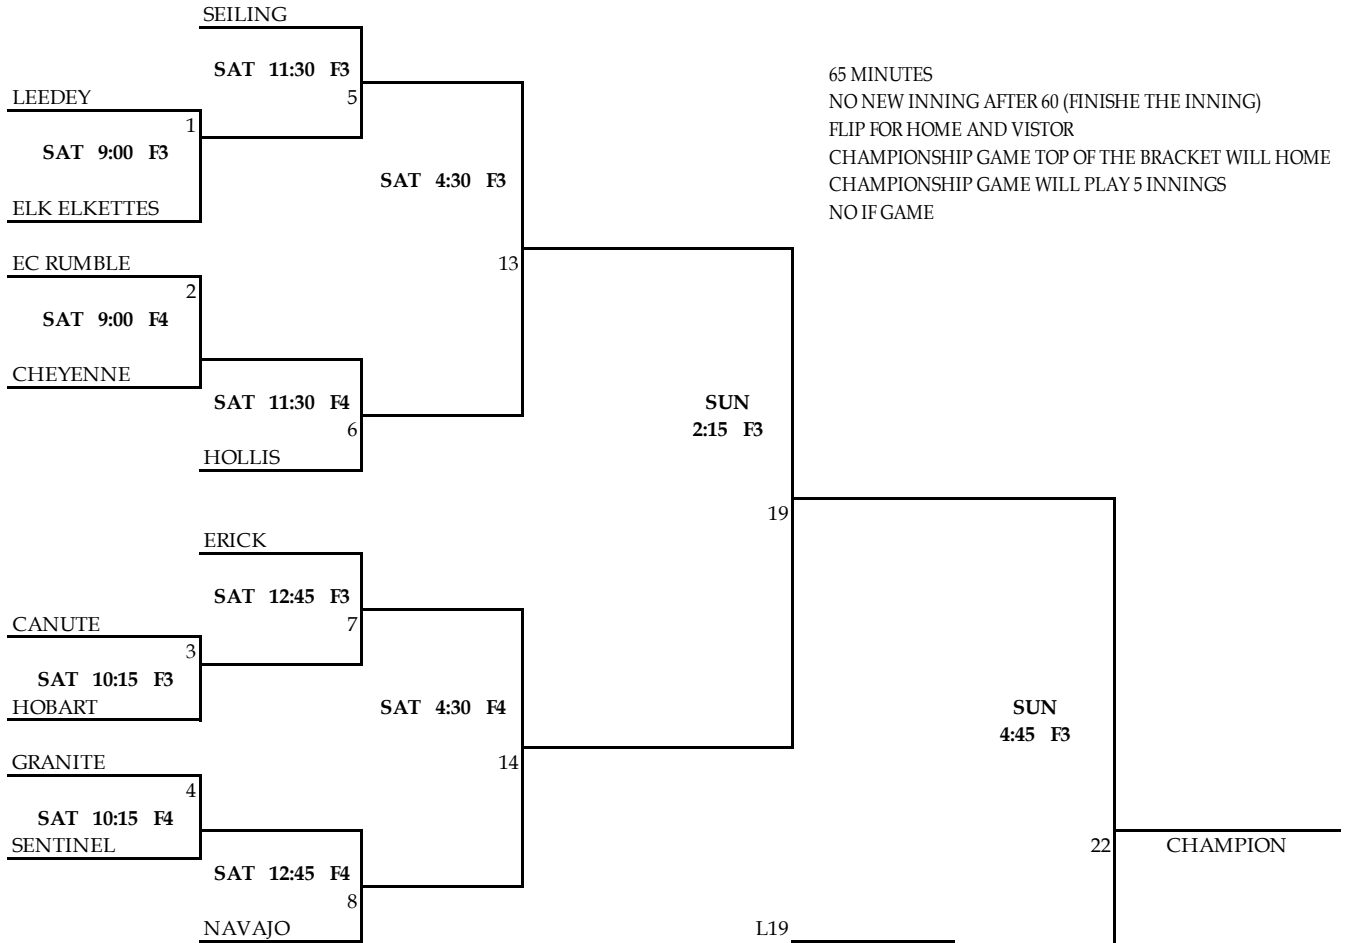 SEILING
SAT 11:30 F3
5
65 MINUTES
NO NEW INNING AFTER 60 (FINISHE THE INNING)
FLIP FOR HOME AND VISTOR
CHAMPIONSHIP GAME TOP OF THE BRACKET WILL HOME
CHAMPIONSHIP GAME WILL PLAY 5 INNINGS
NO IF GAME
LEEDEY
1
SAT 9:00 F3
ELK ELKETTES
SAT 4:30 F3
13
EC RUMBLE
2
SAT 9:00 F4
CHEYENNE
SAT 11:30 F4
6
HOLLIS
SUN
2:15 F3
19
ERICK
SAT 12:45 F3
7
CANUTE
3
SAT 10:15 F3
HOBART
SAT 4:30 F4
14
SUN
4:45 F3
GRANITE
4
SAT 10:15 F4
SENTINEL
22
CHAMPION
SAT 12:45 F4
8
NAVAJO
L19